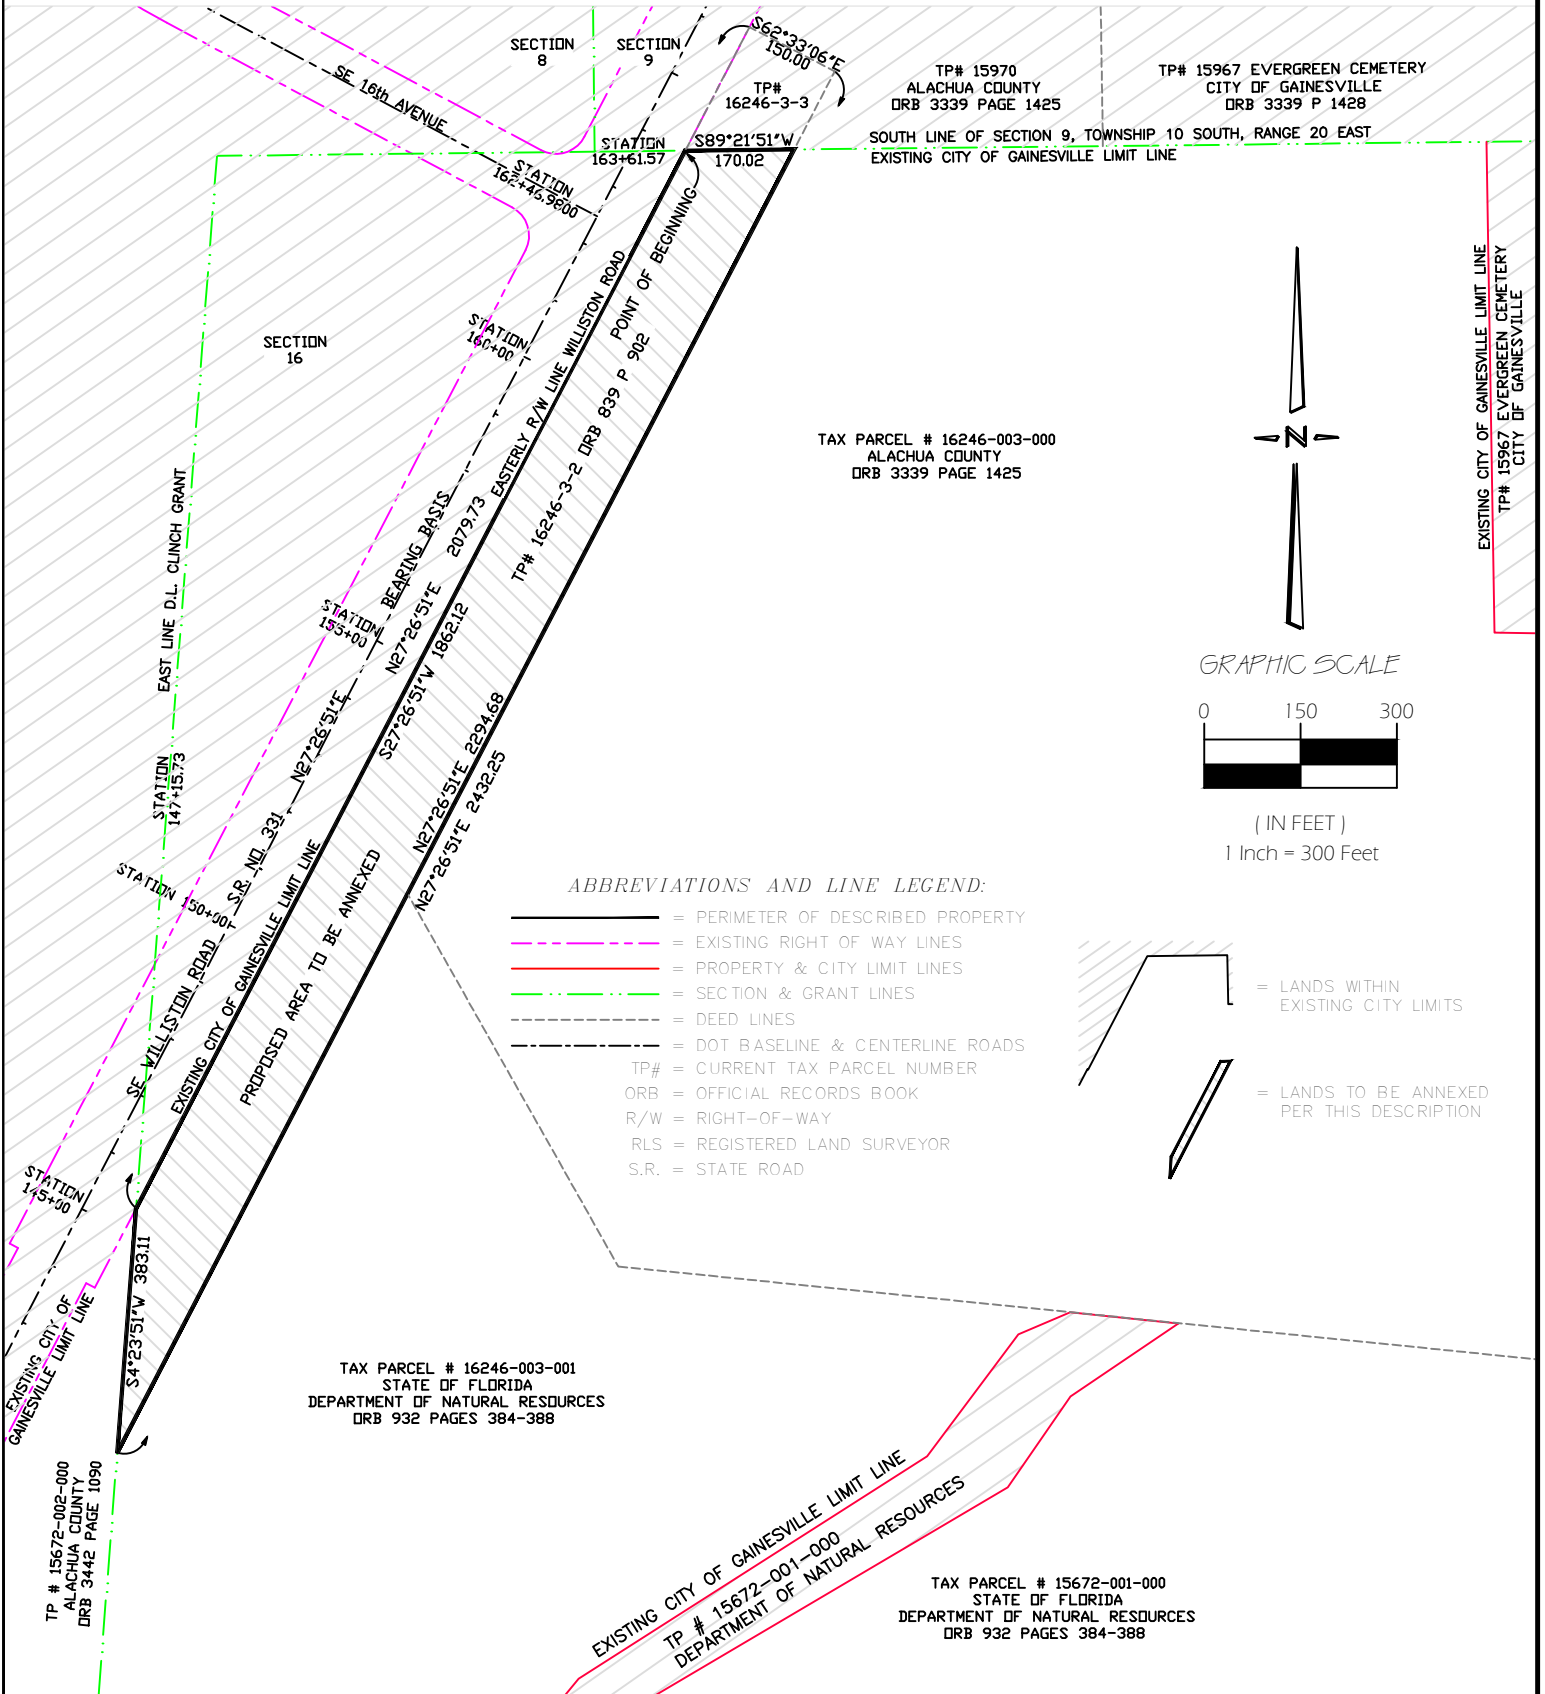 SECTION
8
SECTION
9
S62°33'06"E
150.00
TP#
16246-3-3
TP# 15970
ALACHUA COUNTY
ORB 3339 PAGE 1425
TP# 15967 EVERGREEN CEMETERY
CITY OF GAINESVILLE
ORB 3339 P 1428
SE 16th AVENUE
STATION
163+61.57
S89°21'51"W
170.02
SOUTH LINE OF SECTION 9, TOWNSHIP 10 SOUTH, RANGE 20 EAST
EXISTING CITY OF GAINESVILLE LIMIT LINE
STATION
162+46.9800
POINT OF BEGINNING
EASTERLY R/W LINE WILLISTON ROAD
SECTION
16
STATION
160+00
TP# 16246-3-2 ORB 839 P 902
EXISTING CITY OF GAINESVILLE LIMIT LINE
TP# 15967 EVERGREEN CEMETERY
CITY OF GAINESVILLE
N
TAX PARCEL # 16246-003-000
ALACHUA COUNTY
ORB 3339 PAGE 1425
EAST LINE D.L. CLINCH GRANT
BEARING BASIS
N27°26'51"E
2079.73
STATION
155+00
S27°26'51"W 1862.12
N27°26'51"E
GRAPHIC SCALE
0 150 300
( IN FEET )
1 Inch = 300 Feet
STATION
147+15.73
N27°26'51"E 2294.68
N27°26'51"E 2432.25
STATION 150+00
S.R. NO. 331
SE WILLISTON ROAD
EXISTING CITY OF GAINESVILLE LIMIT LINE
PROPOSED AREA TO BE ANNEXED
ABBREVIATIONS AND LINE LEGEND:
= PERIMETER OF DESCRIBED PROPERTY
= EXISTING RIGHT OF WAY LINES
= PROPERTY & CITY LIMIT LINES
= SECTION & GRANT LINES
= DEED LINES
= DOT BASELINE & CENTERLINE ROADS
TP# = CURRENT TAX PARCEL NUMBER
ORB = OFFICIAL RECORDS BOOK
R/W = RIGHT-OF-WAY
RLS = REGISTERED LAND SURVEYOR
S.R. = STATE ROAD
= LANDS WITHIN
EXISTING CITY LIMITS
= LANDS TO BE ANNEXED
PER THIS DESCRIPTION
STATION
145+00
S4°23'51"W 383.11
EXISTING CITY OF
GAINESVILLE LIMIT LINE
TAX PARCEL # 16246-003-001
STATE OF FLORIDA
DEPARTMENT OF NATURAL RESOURCES
ORB 932 PAGES 384-388
TP # 15672-002-000
ALACHUA COUNTY
ORB 3442 PAGE 1090
EXISTING CITY OF GAINESVILLE LIMIT LINE
TP # 15672-001-000
DEPARTMENT OF NATURAL RESOURCES
TAX PARCEL # 15672-001-000
STATE OF FLORIDA
DEPARTMENT OF NATURAL RESOURCES
ORB 932 PAGES 384-388